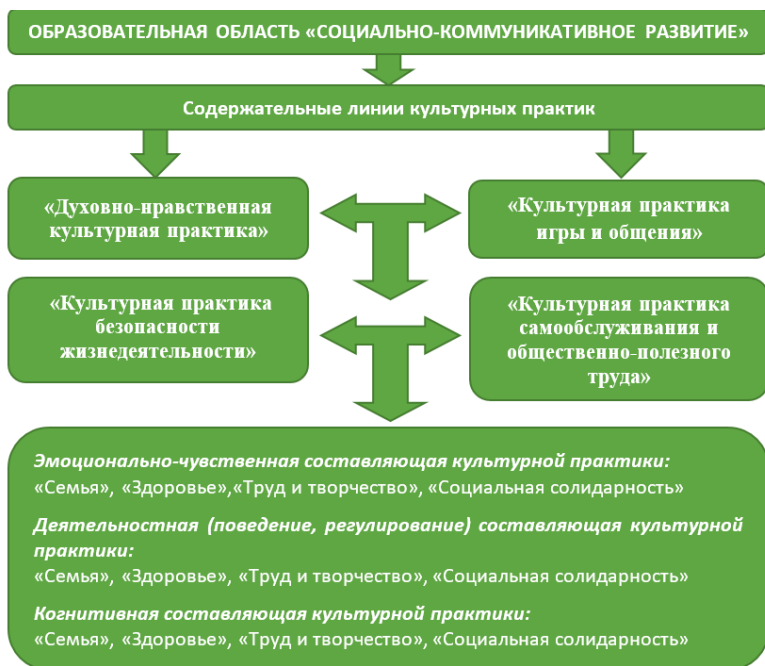 ОБРАЗОВАТЕЛЬНАЯ ОБЛАСТЬ «СОЦИАЛЬНО-КОММУНИКАТИВНОЕ РАЗВИТИЕ»
Содержательные линии культурных практик
«Духовно-нравственная
культурная практика»
«Культурная практика
игры и общения»
«Культурная практика
безопасности
жизнедеятельности»
«Культурная практика
самообслуживания и
общественно-полезного
труда»
Эмоционально-чувственная составляющая культурной практики:
«Семья», «Здоровье»,«Труд и творчество», «Социальная солидарность»
Деятельностная (поведение, регулирование) составляющая культурной
практики:
«Семья», «Здоровье», «Труд и творчество», «Социальная солидарность»
Когнитивная составляющая культурной практики:
«Семья», «Здоровье», «Труд и творчество», «Социальная солидарность»